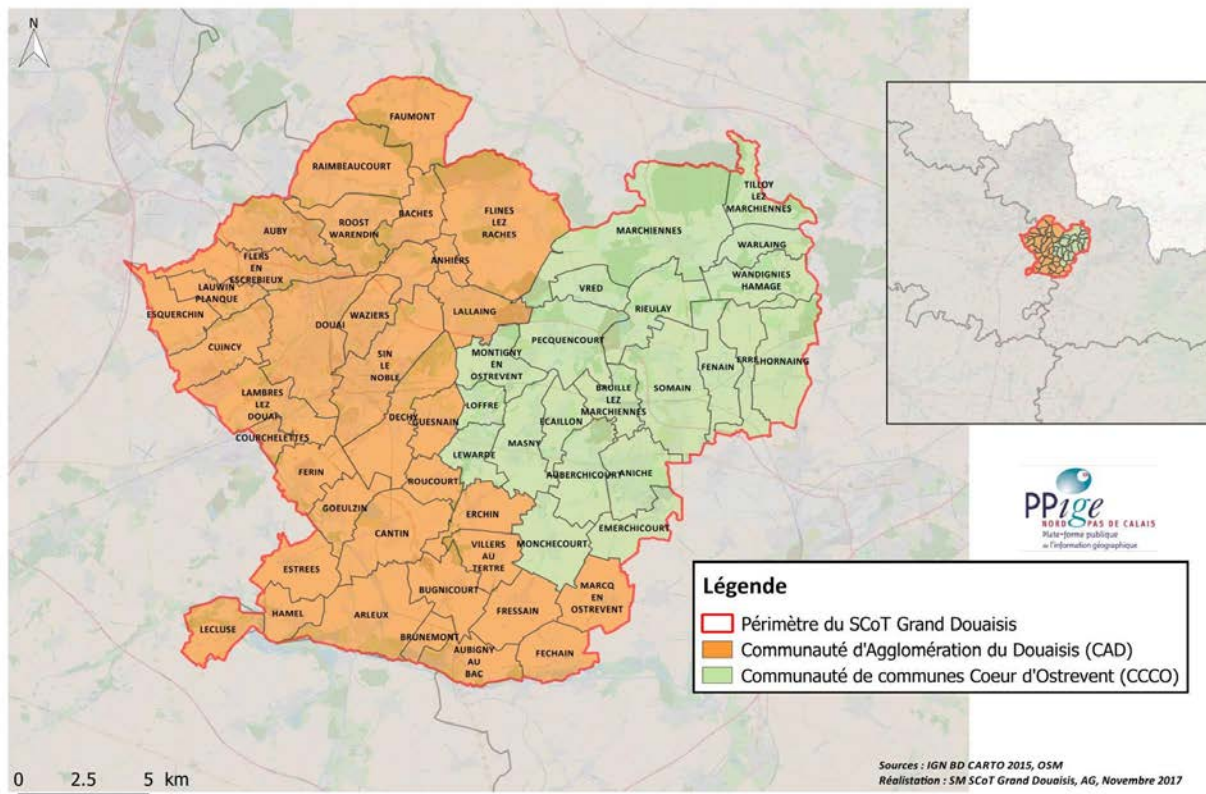 N
FAUMONT
RAIMBEAUCOURT
ROOST
WARENDIN
RACHES
FLINES
LEZ
RACHES
AUBY
ANHIERS
FLERS
EN
ESCREBIEUX
LAUWIN
PLANQUE
ESQUERCHIN
CUINCY
DOUAI
WAZIERS
LALLAING
SIN
LE
NOBLE
LAMBRES
LEZ
DOUAI
COURCHELETTES
DECHY
GUESNAIN
FERIN
ROUCOURT
GOEULZIN
CANTIN
ERCHIN
VILLERS
AU
TERTRE
ESTREES
HAMEL
ARLEUX
BUGNICOURT
FRESSAIN
MARCQ
EN
OSTREVENT
LECLUSE
BRUNEMONT
AUBIGNY
AU
BAC
FECHAIN
TILLOY
LEZ
MARCHIENNES
MARCHIENNES
WARLAING
WANDIGNIES
HAMAGE
VRED
RIEULAY
PECQUENCOURT
MONTIGNY
EN
OSTREVENT
BRUILLE
LEZ
MARCHIENNES
SOMAIN
FENAIN
ERRE
HORNAING
LOFFRE
ECAILLON
MASNY
LEWARDE
AUBERCHICOURT
ANICHE
EMERCHICOURT
MONCHECOURT
PPige
NORD PAS DE CALAIS
Plate-forme publique
de l'information géographique
Légende
Périmètre du SCoT Grand Douaisis
Communauté d'Agglomération du Douaisis (CAD)
Communauté de communes Coeur d'Ostrevent (CCCO)
0 2.5 5 km
Sources : IGN BD CARTO 2015, OSM
Réalistation : SM SCoT Grand Douaisis, AG, Novembre 2017